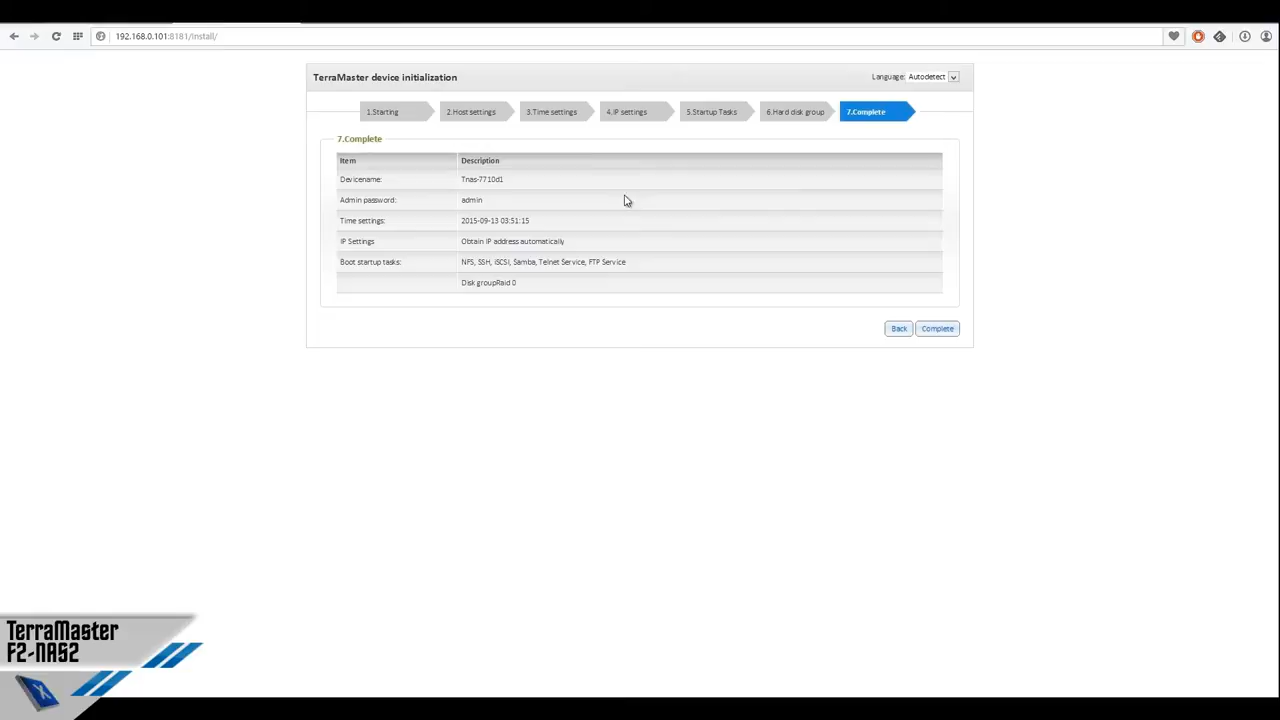 192.168.0.101:8181/install/
TerraMaster device initialization
Language: Autodetect
1.Starting
2.Host settings
3.Time settings
4.IP settings
5.Startup Tasks
6.Hard disk group
7.Complete
7.Complete
Item Description
Devicename: Tnas-7710d1
Admin password: admin
Time settings: 2015-09-13 03:51:15
IP Settings Obtain IP address automatically
Boot startup tasks: NFS, SSH, iSCSI, Samba, Telnet Service, FTP Service
Disk groupRaid 0
Back Complete
TerraMaster
F2-NAS2
X